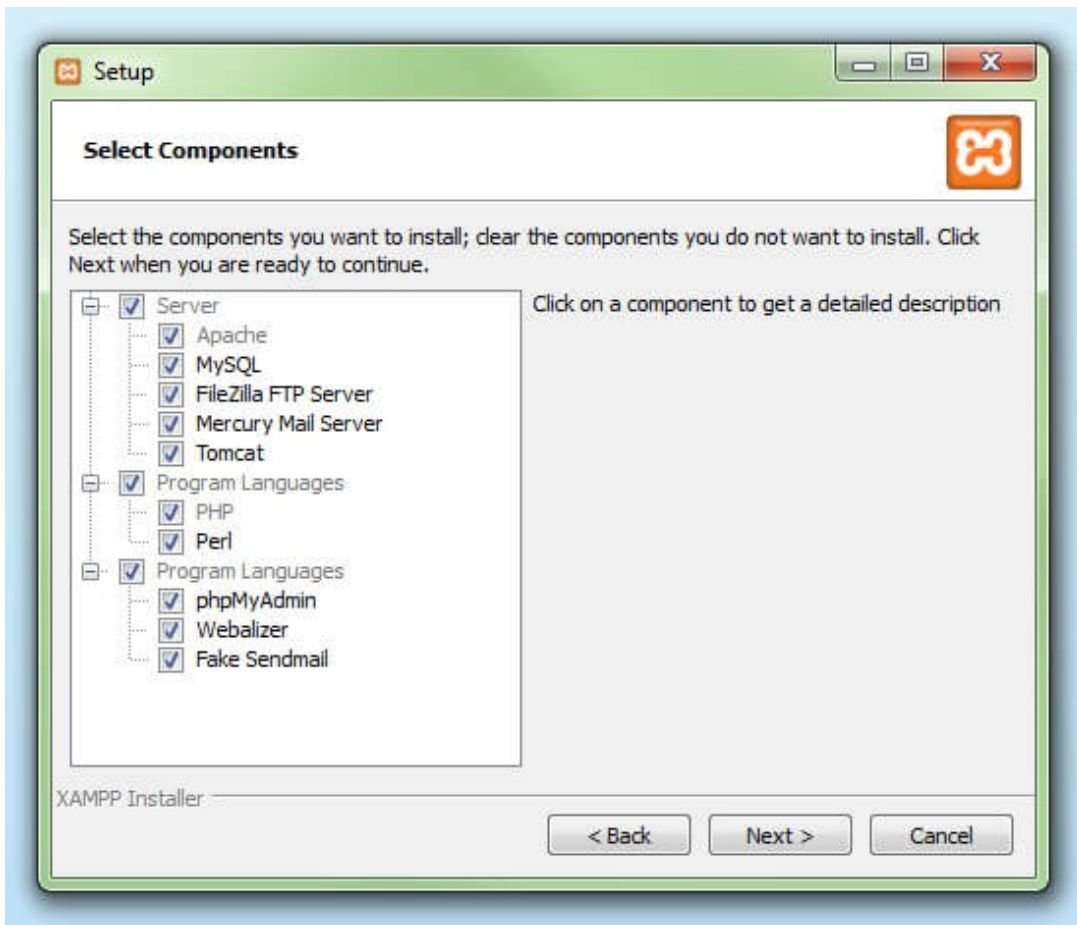 Setup
Select Components
Select the components you want to install; clear the components you do not want to install. Click
Next when you are ready to continue.
Server
Apache
MySQL
FileZilla FTP Server
Mercury Mail Server
Tomcat
Program Languages
PHP
Perl
Program Languages
phpMyAdmin
Webalizer
Fake Sendmail
Click on a component to get a detailed description
XAMPP Installer
< Back
Next >
Cancel